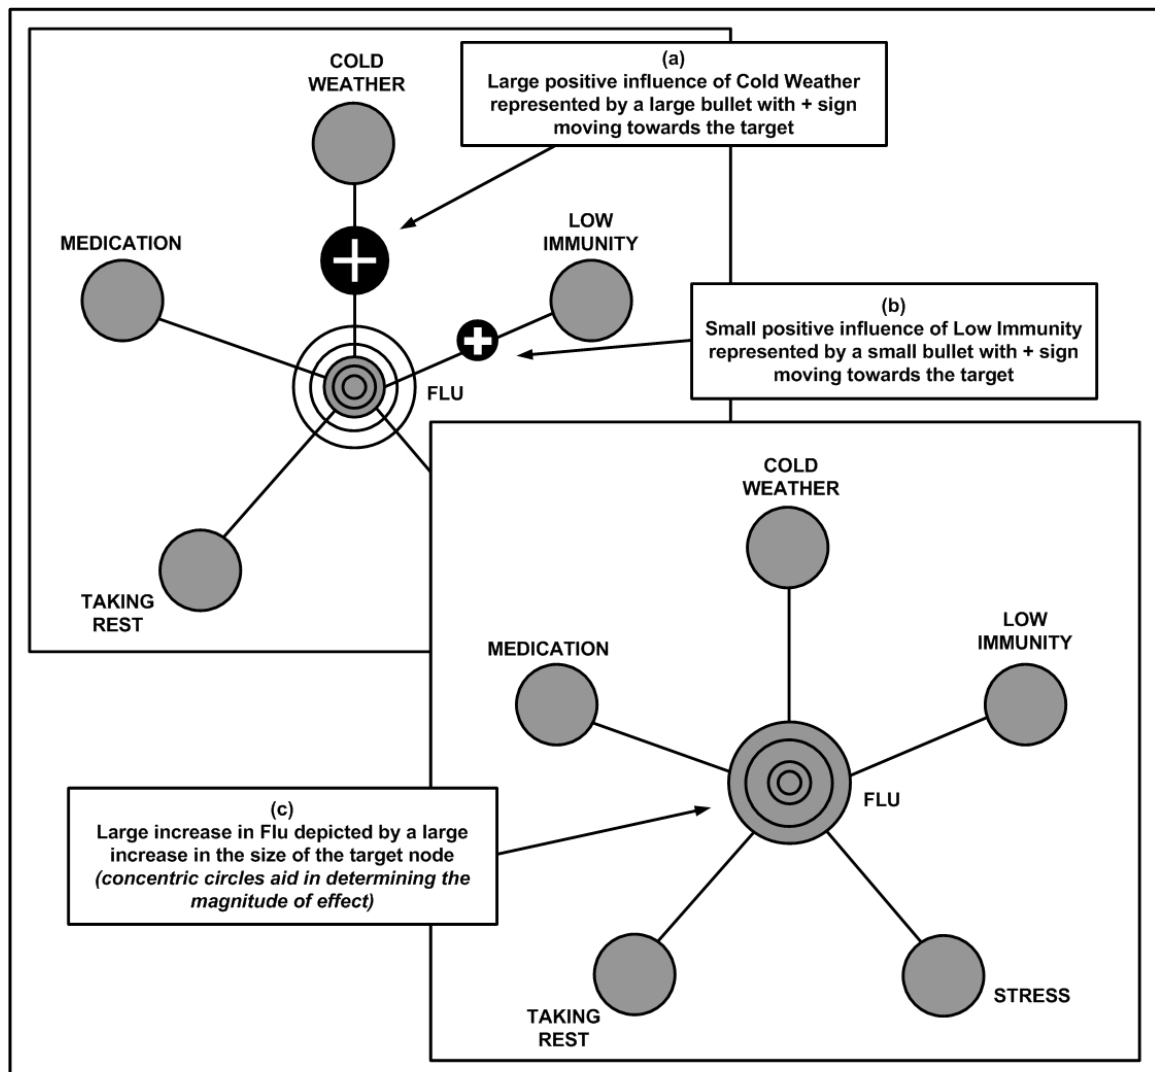 COLD
WEATHER
(a)
Large positive influence of Cold Weather
represented by a large bullet with + sign
moving towards the target
MEDICATION
LOW
IMMUNITY
(b)
Small positive influence of Low Immunity
represented by a small bullet with + sign
moving towards the target
FLU
TAKING
REST
COLD
WEATHER
MEDICATION
LOW
IMMUNITY
FLU
(c)
Large increase in Flu depicted by a large
increase in the size of the target node
(concentric circles aid in determining the
magnitude of effect)
TAKING
REST
STRESS